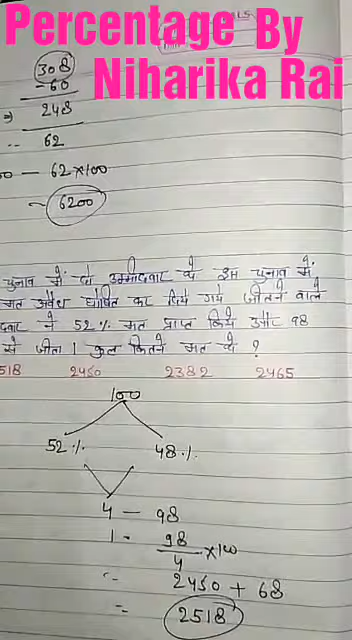 Percentage By
Niharika Rai
308
-60
⇒ 248
∴ 62
00 — 62×100
- 6200
चुनाव में दो उम्मीदवार थे इस चुनाव में
मत अवैध घोषित कर दिये गये जीतने वाले
दवार ने 52% मत प्राप्त किये और 98
से जीता । कुल कितने मत थे ?
518 2450 2382 2465
100
52% 48%
4 — 98
1 - 98/4 ×100
2450 + 68
= 2518